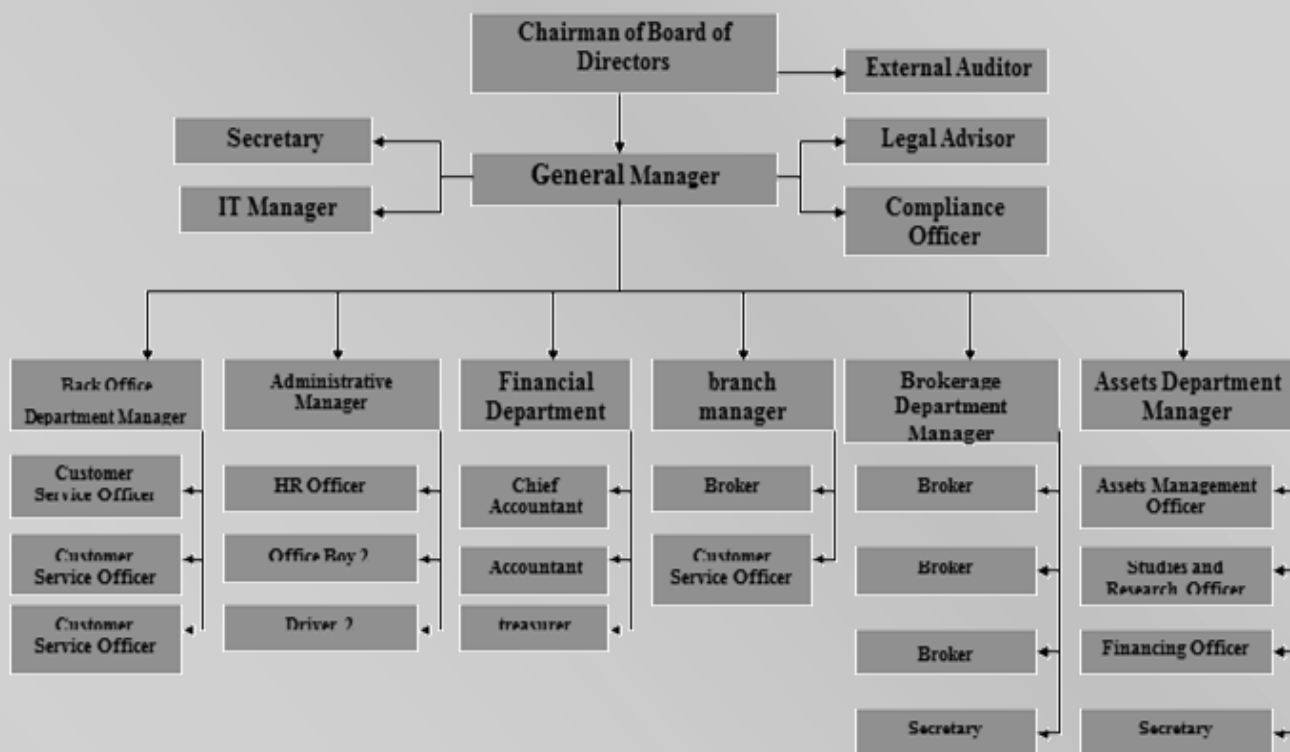 Chairman of Board of
Directors
External Auditor
Secretary
Legal Advisor
General Manager
IT Manager
Compliance
Officer
Back Office
Department Manager
Administrative
Manager
Financial
Department
branch
manager
Brokerage
Department
Manager
Assets Department
Manager
Customer
Service Officer
HR Officer
Chief
Accountant
Broker
Broker
Assets Management
Officer
Customer
Service Officer
Office Boy 2
Accountant
Customer
Service Officer
Broker
Studies and
Research Officer
Customer
Service Officer
Driver 2
treasurer
Broker
Financing Officer
Secretary
Secretary